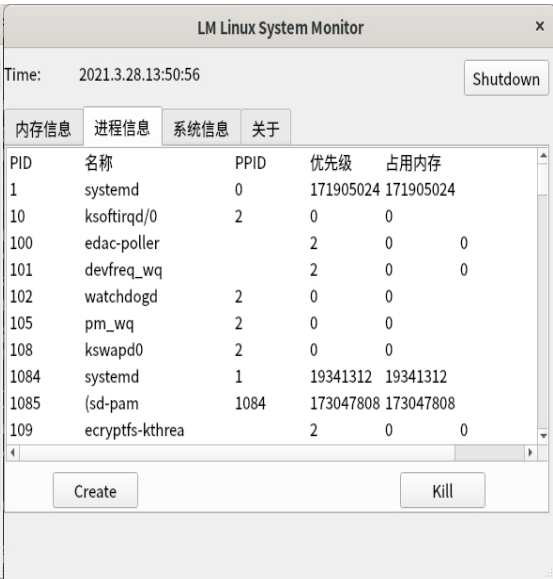 LM Linux System Monitor ×
Time: 2021.3.28.13:50:56 Shutdown
内存信息 进程信息 系统信息 关于
PID 名称 PPID 优先级 占用内存
1 systemd 0 171905024 171905024
10 ksoftirqd/0 2 0 0
100 edac-poller 2 0 0
101 devfreq_wq 2 0 0
102 watchdogd 2 0 0
105 pm_wq 2 0 0
108 kswapd0 2 0 0
1084 systemd 1 19341312 19341312
1085 (sd-pam 1084 173047808 173047808
109 ecryptfs-kthrea 2 0 0
Create Kill